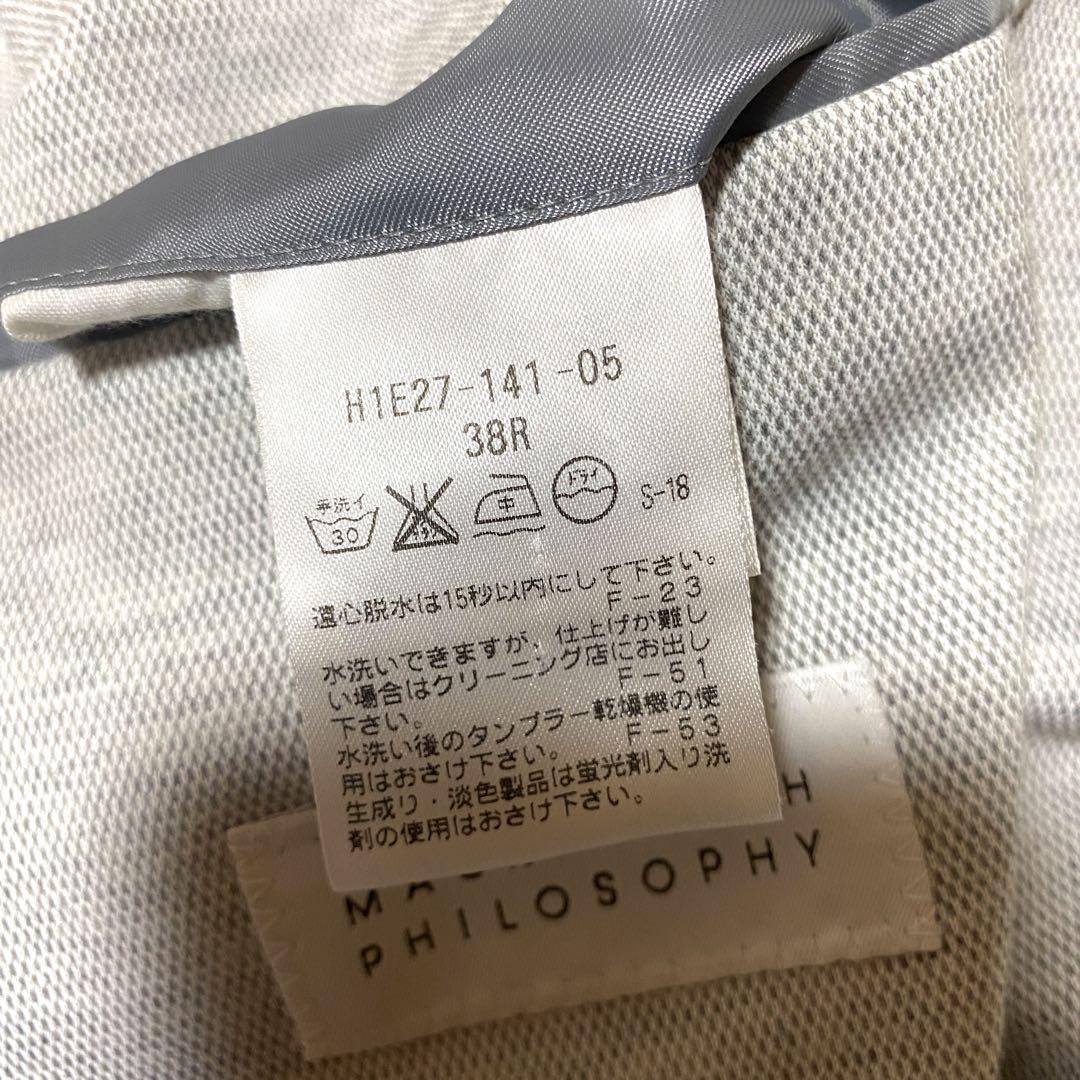 H1E27-141-05
38R
手洗イ
30
中
ドライ
S-18
遠心脱水は15秒以内にして下さい。
F-23
水洗いできますが、仕上げが難し
い場合はクリーニング店にお出し
下さい。
F-51
水洗い後のタンブラー乾燥機の使
用はおさけ下さい。
F-53
生成り・淡色製品は蛍光剤入り洗
剤の使用はおさけ下さい。
PHILOSOPHY